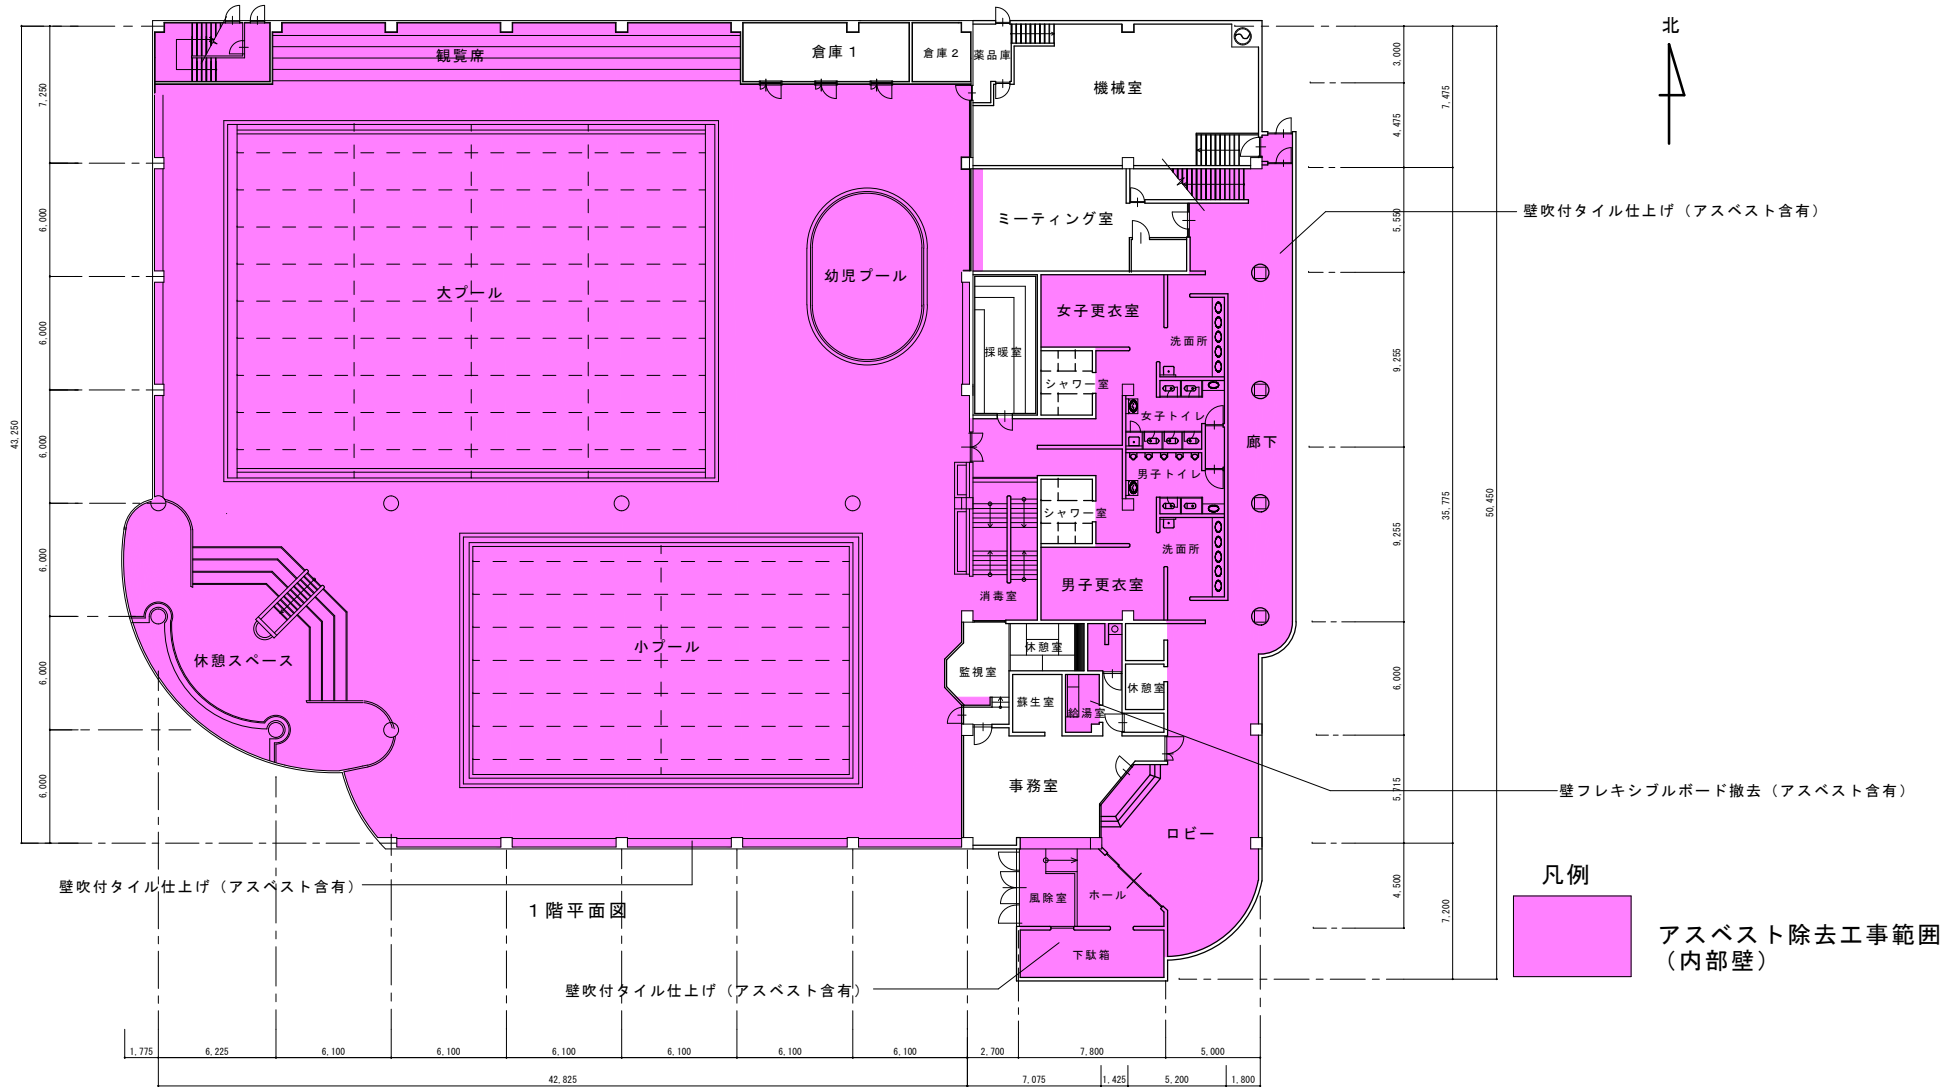 北
観覧席
倉庫1
倉庫2
薬品庫
機械室
ミーティング室
壁吹付タイル仕上げ（アスベスト含有）
大プール
幼児プール
女子更衣室
洗面所
採暖室
シャワー室
女子トイレ
廊下
男子トイレ
シャワー室
洗面所
男子更衣室
消毒室
小プール
休憩スペース
監視室
休憩室
蘇生室
給湯室
休憩室
事務室
ロビー
壁フレキシブルボード撤去（アスベスト含有）
風除室
ホール
下駄箱
壁吹付タイル仕上げ（アスベスト含有）
1階平面図
壁吹付タイル仕上げ（アスベスト含有）
凡例
アスベスト除去工事範囲
（内部壁）
43,250
7,250
6,000
6,000
6,000
6,000
6,000
6,000
3,000
4,475
5,550
9,255
9,255
6,000
5,715
4,500
7,475
35,775
7,200
50,450
1,775
6,225
6,100
6,100
6,100
6,100
6,100
6,100
2,700
7,800
5,000
42,825
7,075
1,425
5,200
1,800